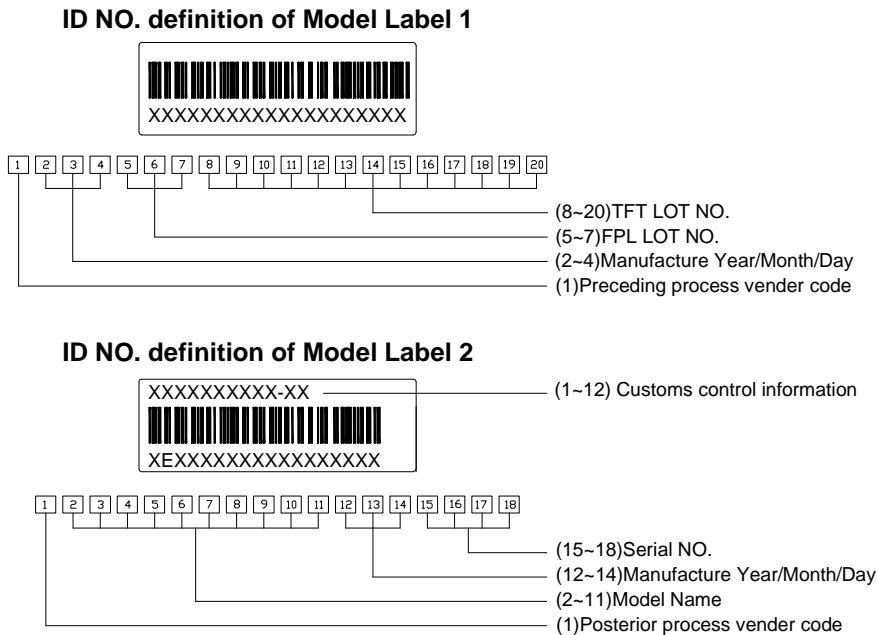 ID NO. definition of Model Label 1
XXXXXXXXXXXXXXXXXXXX
1 2 3 4 5 6 7 8 9 10 11 12 13 14 15 16 17 18 19 20
(8~20)TFT LOT NO.
(5~7)FPL LOT NO.
(2~4)Manufacture Year/Month/Day
(1)Preceding process vender code
ID NO. definition of Model Label 2
XXXXXXXXXX-XX
(1~12) Customs control information
XEXXXXXXXXXXXXXXXX
1 2 3 4 5 6 7 8 9 10 11 12 13 14 15 16 17 18
(15~18)Serial NO.
(12~14)Manufacture Year/Month/Day
(2~11)Model Name
(1)Posterior process vender code